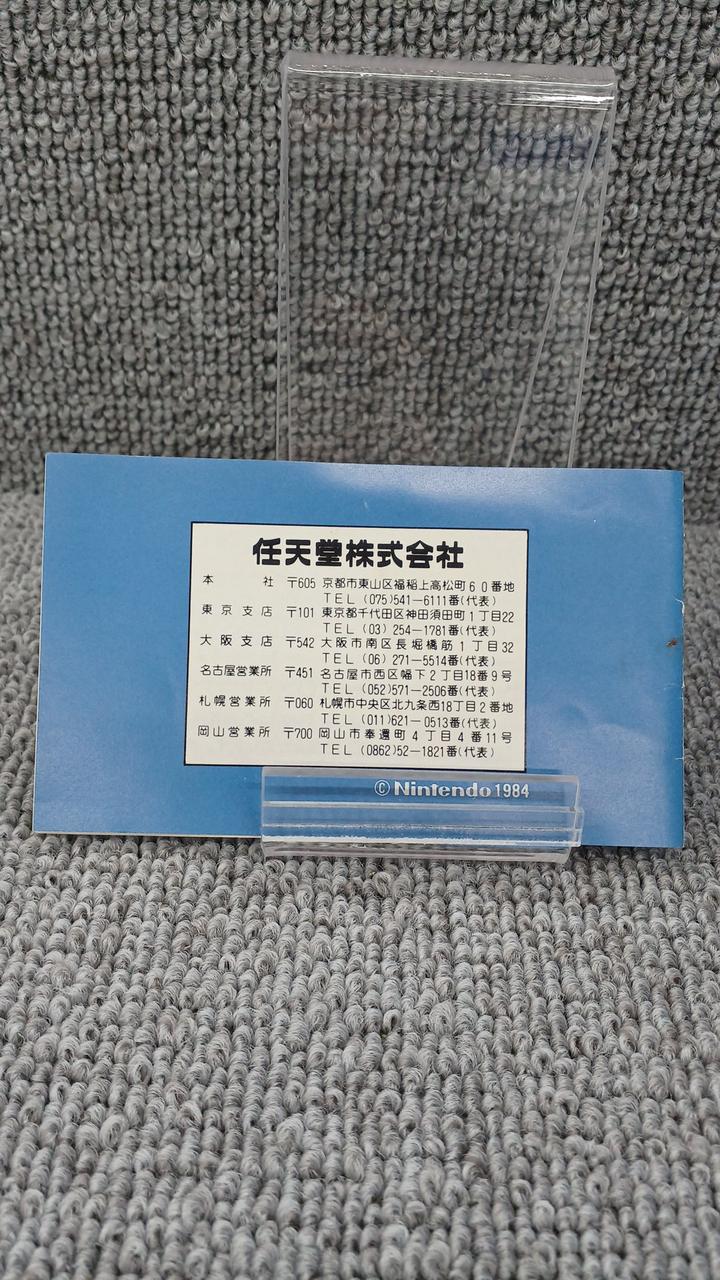 任天堂株式会社
本 社 〒605 京都市東山区福稲上高松町60番地
TEL (075)541—6111番(代表)
東京支店 〒101 東京都千代田区神田須田町1丁目22
TEL (03) 254—1781番(代表)
大阪支店 〒542 大阪市南区長堀橋筋1丁目32
TEL (06) 271—5514番(代表)
名古屋営業所 〒451 名古屋市西区幅下2丁目18番9号
TEL (052)571—2506番(代表)
札幌営業所 〒060 札幌市中央区北九条西18丁目2番地
TEL (011)621—0513番(代表)
岡山営業所 〒700 岡山市奉還町4丁目4番11号
TEL (0862)52—1821番(代表)
©Nintendo 1984